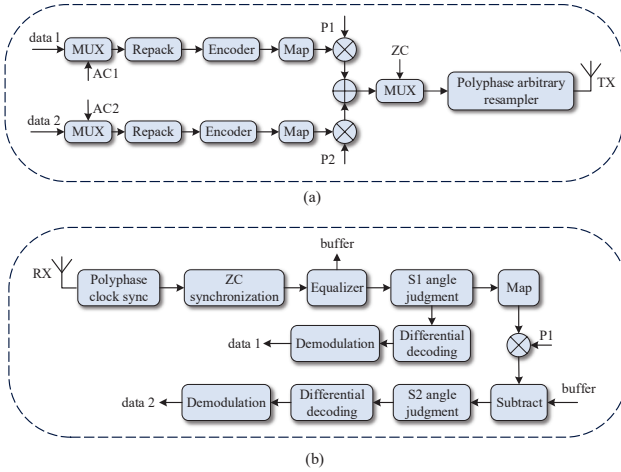 P1
data 1
MUX
Repack
Encoder
Map
AC1
ZC
MUX
Polyphase arbitrary
resampler
TX
AC2
data 2
MUX
Repack
Encoder
Map
P2
(a)
buffer
RX
Polyphase
clock sync
ZC
synchronization
Equalizer
S1 angle
judgment
Map
data 1
Demodulation
Differential
decoding
P1
data 2
Demodulation
Differential
decoding
S2 angle
judgment
Subtract
buffer
(b)